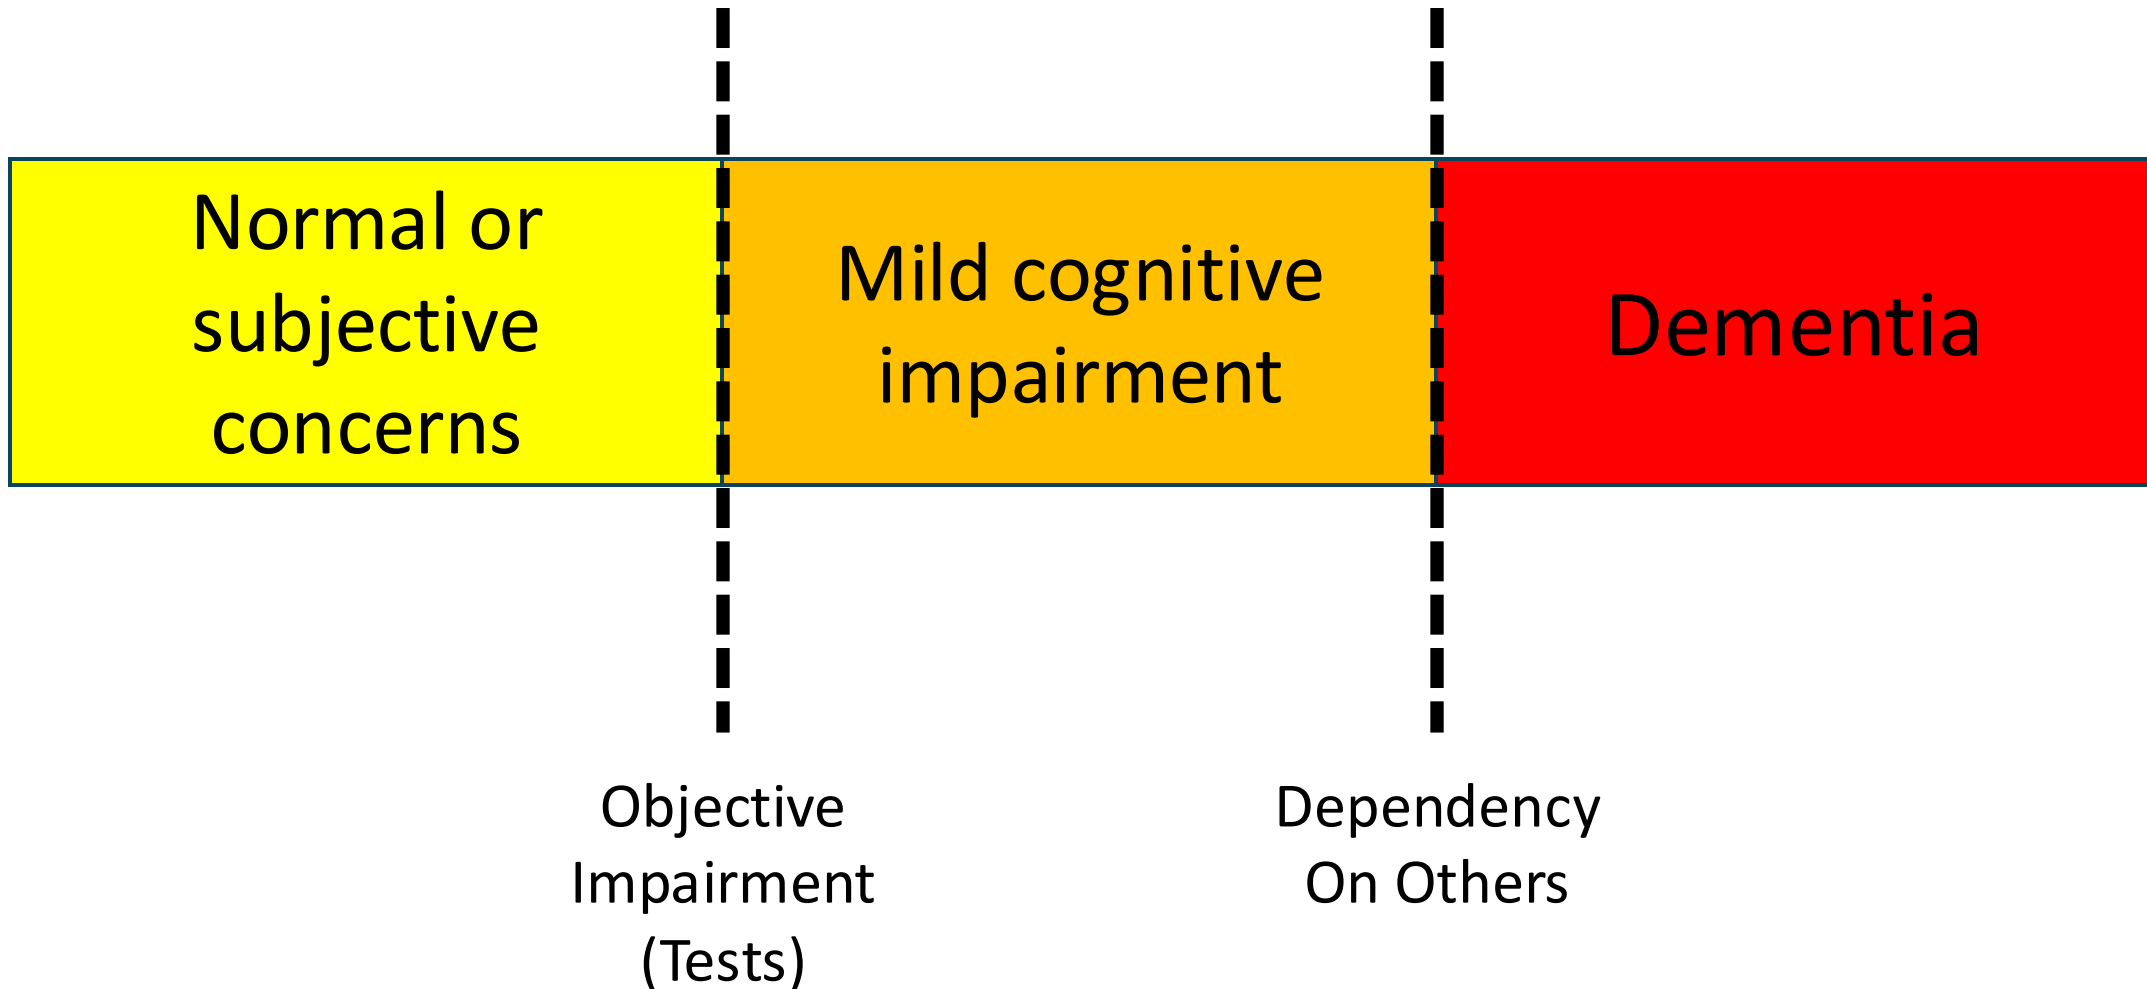 Normal or
subjective
concerns
Mild cognitive
impairment
Dementia
Objective
Impairment
(Tests)
Dependency
On Others